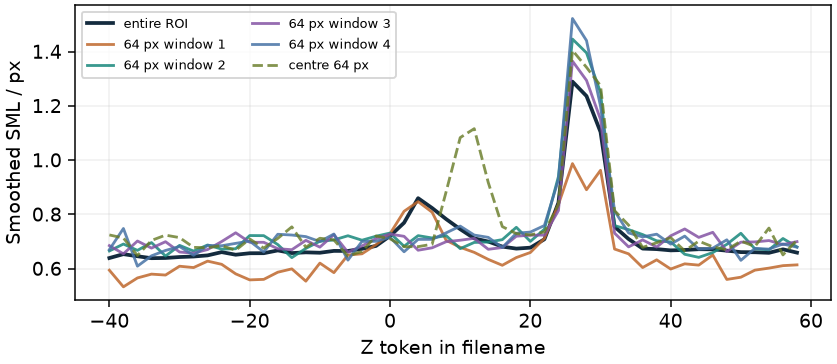 entire ROI
64 px window 1
64 px window 2
64 px window 3
64 px window 4
centre 64 px
Smoothed SML / px
1.4
1.2
1.0
0.8
0.6
−40
−20
0
20
40
60
Z token in filename